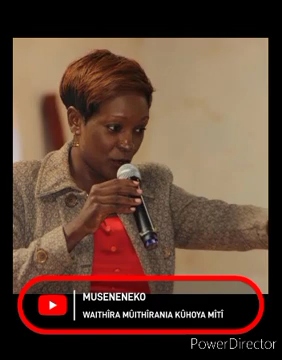 MUSENENEKO
WAITHĨRA MŨITHĨRANIA KŨHOYA MĨTĨ
PowerDirector